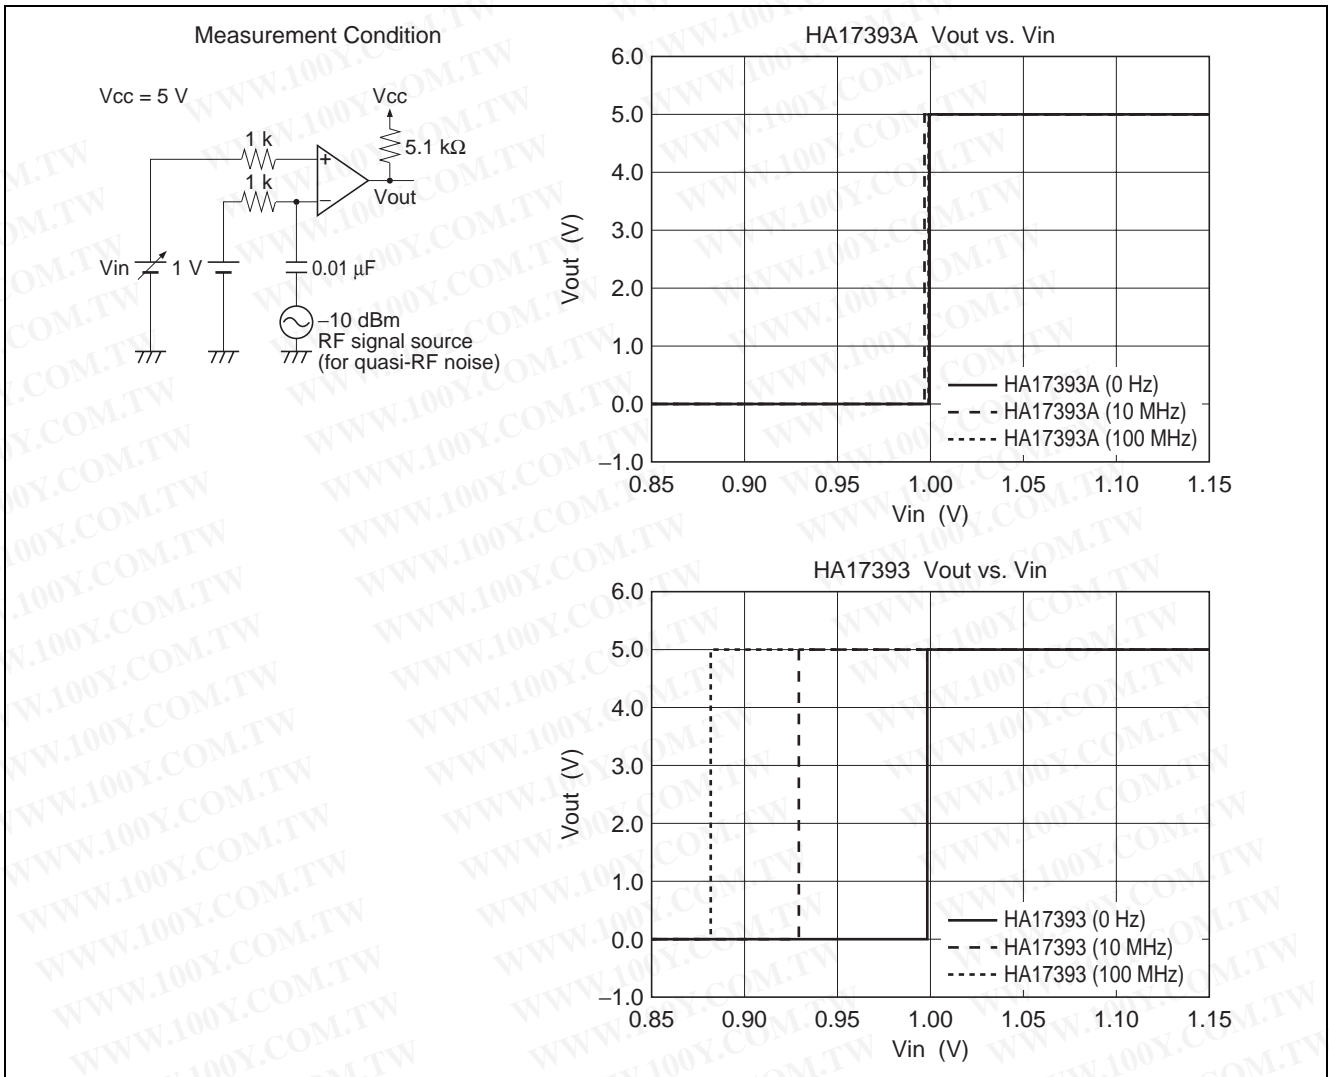 Measurement Condition
Vcc = 5 V
Vcc
1 k
5.1 kΩ
1 k
+
−
Vout
Vin
1 V
0.01 μF
−10 dBm
RF signal source
(for quasi-RF noise)
HA17393A Vout vs. Vin
6.0
5.0
4.0
3.0
2.0
1.0
0.0
−1.0
Vout (V)
HA17393A (0 Hz)
HA17393A (10 MHz)
HA17393A (100 MHz)
0.85 0.90 0.95 1.00 1.05 1.10 1.15
Vin (V)
HA17393 Vout vs. Vin
6.0
5.0
4.0
3.0
2.0
1.0
0.0
−1.0
Vout (V)
HA17393 (0 Hz)
HA17393 (10 MHz)
HA17393 (100 MHz)
0.85 0.90 0.95 1.00 1.05 1.10 1.15
Vin (V)
WWW.100Y.COM.TW